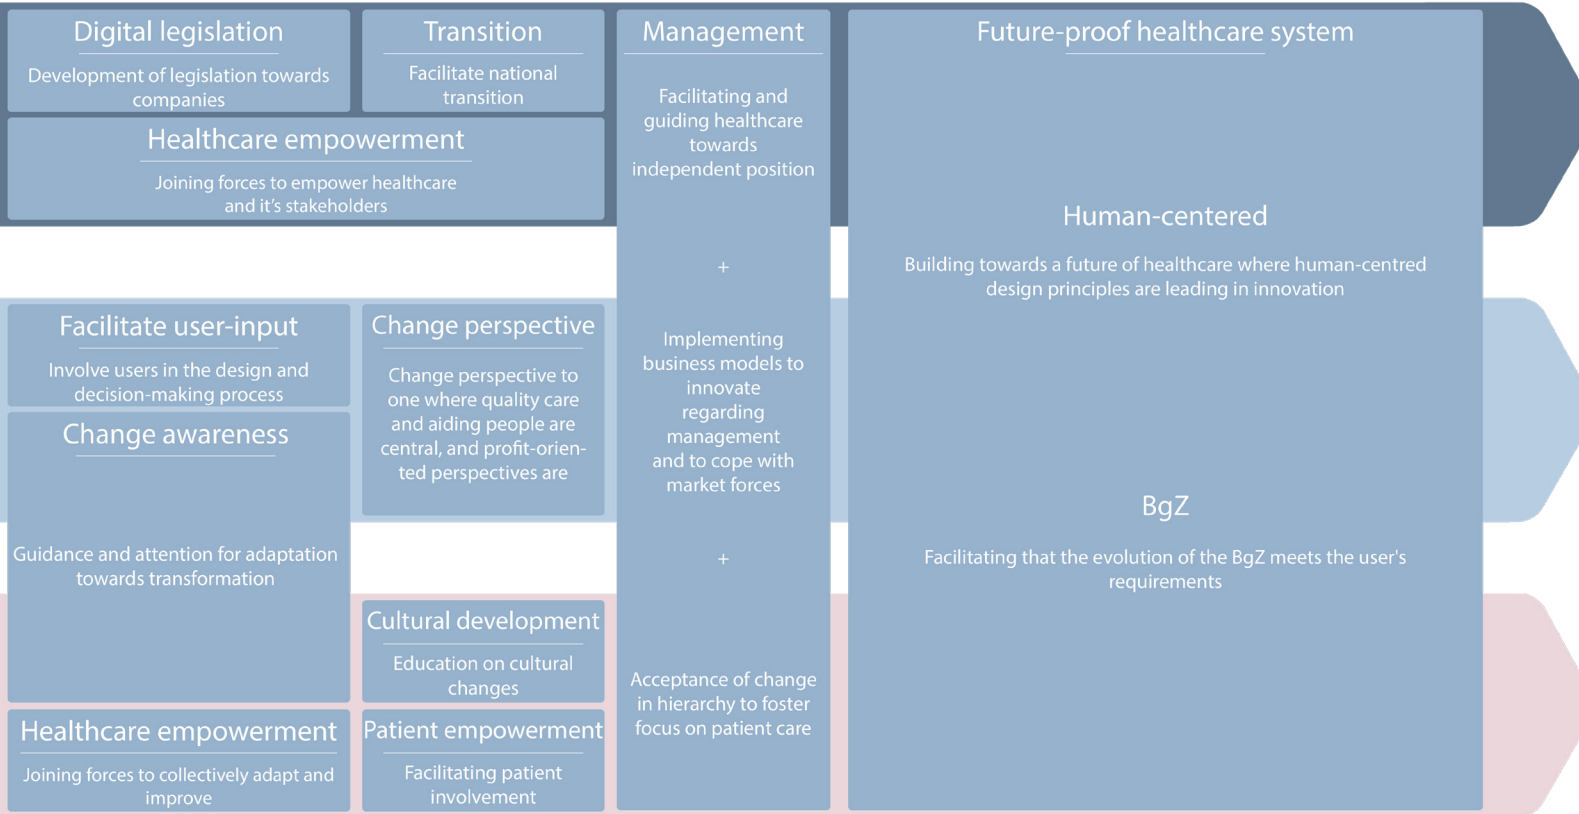 Digital legislation
Development of legislation towards
companies
Transition
Facilitate national
transition
Healthcare empowerment
Joining forces to empower healthcare
and it's stakeholders
Facilitate user-input
Involve users in the design and
decision-making process
Change perspective
Change perspective to
one where quality care
and aiding people are
central, and profit-orien-
ted perspectives are
Change awareness
Guidance and attention for adaptation
towards transformation
Cultural development
Education on cultural
changes
Healthcare empowerment
Joining forces to collectively adapt and
improve
Patient empowerment
Facilitating patient
involvement
Management
Facilitating and
guiding healthcare
towards
independent position
+
Implementing
business models to
innovate
regarding
management
and to cope with
market forces
+
Acceptance of change
in hierarchy to foster
focus on patient care
Future-proof healthcare system
Human-centered
Building towards a future of healthcare where human-centred
design principles are leading in innovation
BgZ
Facilitating that the evolution of the BgZ meets the user's
requirements